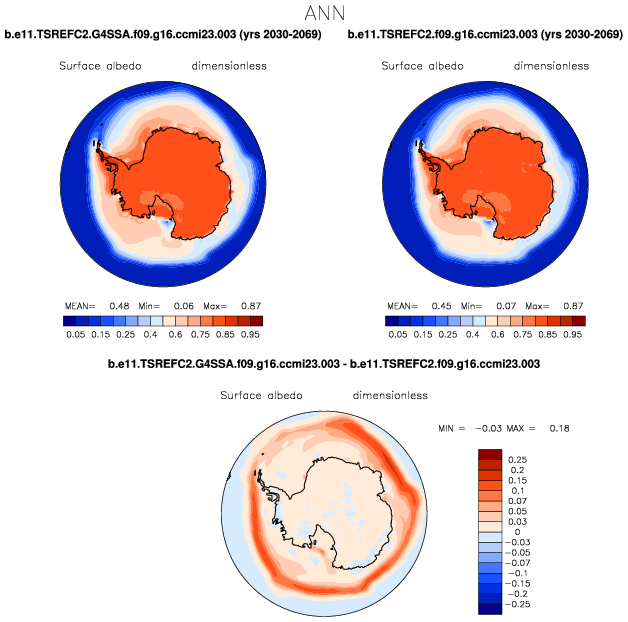 ANN
b.e11.TSREFC2.G4SSA.f09.g16.ccmi23.003 (yrs 2030-2069)
b.e11.TSREFC2.f09.g16.ccmi23.003 (yrs 2030-2069)
Surface albedo dimensionless
Surface albedo dimensionless
MEAN= 0.48 Min= 0.06 Max= 0.87
MEAN= 0.45 Min= 0.07 Max= 0.87
0.05 0.15 0.25 0.4 0.6 0.75 0.85 0.95
0.05 0.15 0.25 0.4 0.6 0.75 0.85 0.95
b.e11.TSREFC2.G4SSA.f09.g16.ccmi23.003 - b.e11.TSREFC2.f09.g16.ccmi23.003
Surface albedo dimensionless
MIN = -0.03 MAX = 0.18
0.25
0.2
0.15
0.1
0.07
0.05
0.03
0
-0.03
-0.05
-0.07
-0.1
-0.15
-0.2
-0.25